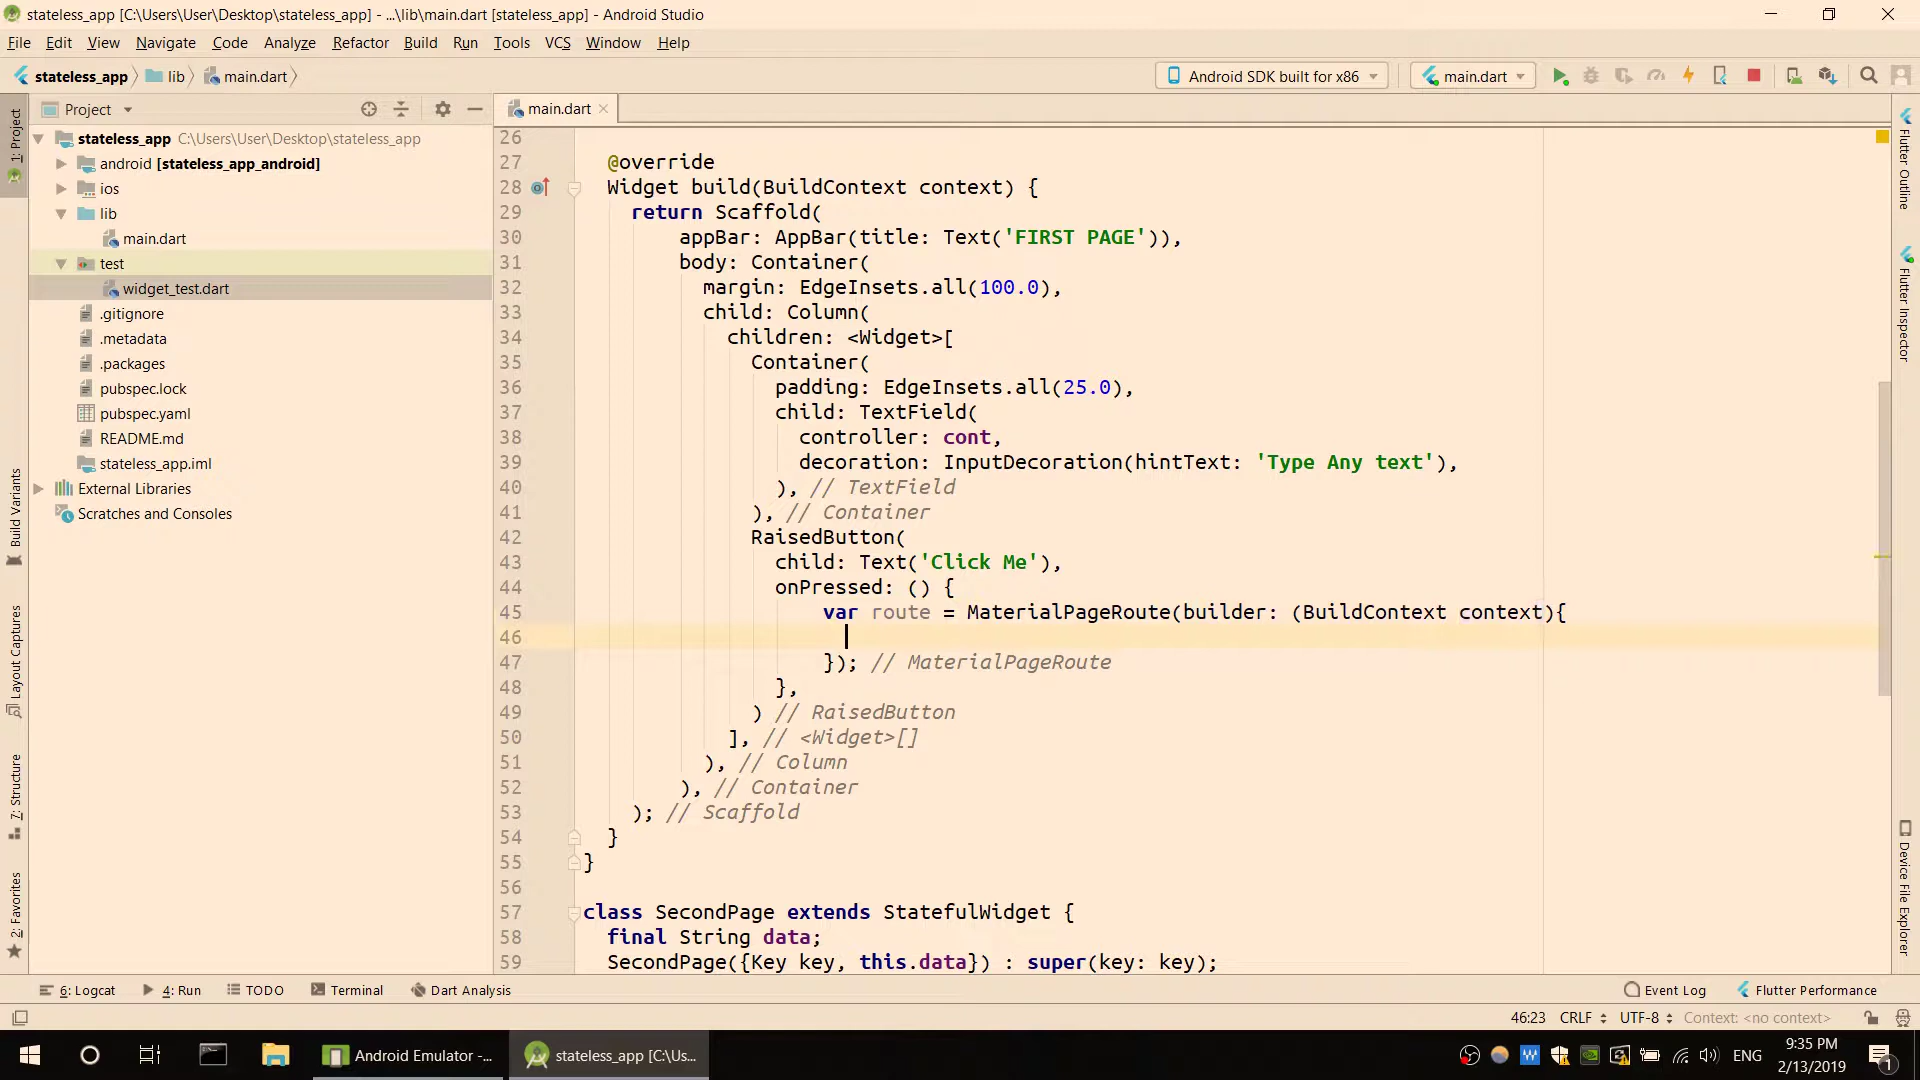 stateless_app [C:\Users\User\Desktop\stateless_app] - ...\lib\main.dart [stateless_app] - Android Studio
File Edit View Navigate Code Analyze Refactor Build Run Tools VCS Window Help
stateless_app lib main.dart
Android SDK built for x86
main.dart
Project
main.dart
1: Project
Build Variants
Layout Captures
7: Structure
2: Favorites
stateless_app C:\Users\User\Desktop\stateless_app
android [stateless_app_android]
ios
lib
main.dart
test
widget_test.dart
.gitignore
.metadata
.packages
pubspec.lock
pubspec.yaml
README.md
stateless_app.iml
External Libraries
Scratches and Consoles
26
27 @override
28 Widget build(BuildContext context) {
29 return Scaffold(
30 appBar: AppBar(title: Text('FIRST PAGE')),
31 body: Container(
32 margin: EdgeInsets.all(100.0),
33 child: Column(
34 children: <Widget>[
35 Container(
36 padding: EdgeInsets.all(25.0),
37 child: TextField(
38 controller: cont,
39 decoration: InputDecoration(hintText: 'Type Any text'),
40 ), // TextField
41 ), // Container
42 RaisedButton(
43 child: Text('Click Me'),
44 onPressed: () {
45 var route = MaterialPageRoute(builder: (BuildContext context){
46
47 }); // MaterialPageRoute
48 },
49 ) // RaisedButton
50 ], // <Widget>[]
51 ), // Column
52 ), // Container
53 ); // Scaffold
54 }
55 }
56
57 class SecondPage extends StatefulWidget {
58 final String data;
59 SecondPage({Key key, this.data}) : super(key: key);
Flutter Outline
Flutter Inspector
Device File Explorer
6: Logcat 4: Run TODO Terminal Dart Analysis Event Log Flutter Performance
46:23 CRLF UTF-8 Context: <no context>
Android Emulator -...
stateless_app [C:\Us...
ENG
9:35 PM
2/13/2019
1